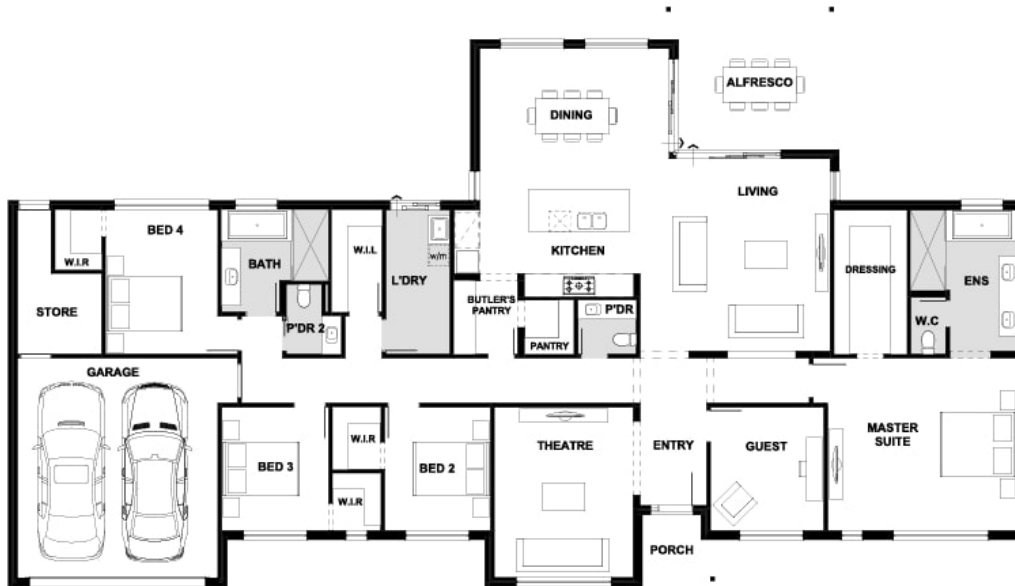 ALFRESCO
DINING
LIVING
BED 4
W.I.R
BATH
W.I.L
L'DRY
w/m
KITCHEN
DRESSING
ENS
STORE
P'DR 2
BUTLER'S
PANTRY
PANTRY
P'DR
W.C
GARAGE
BED 3
W.I.R
W.I.R
BED 2
THEATRE
ENTRY
GUEST
MASTER
SUITE
PORCH